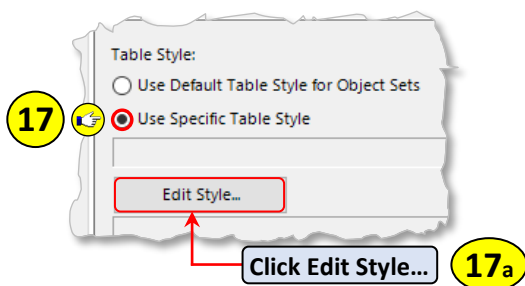 Table Style:
Use Default Table Style for Object Sets
17 Use Specific Table Style
Edit Style...
Click Edit Style... 17a